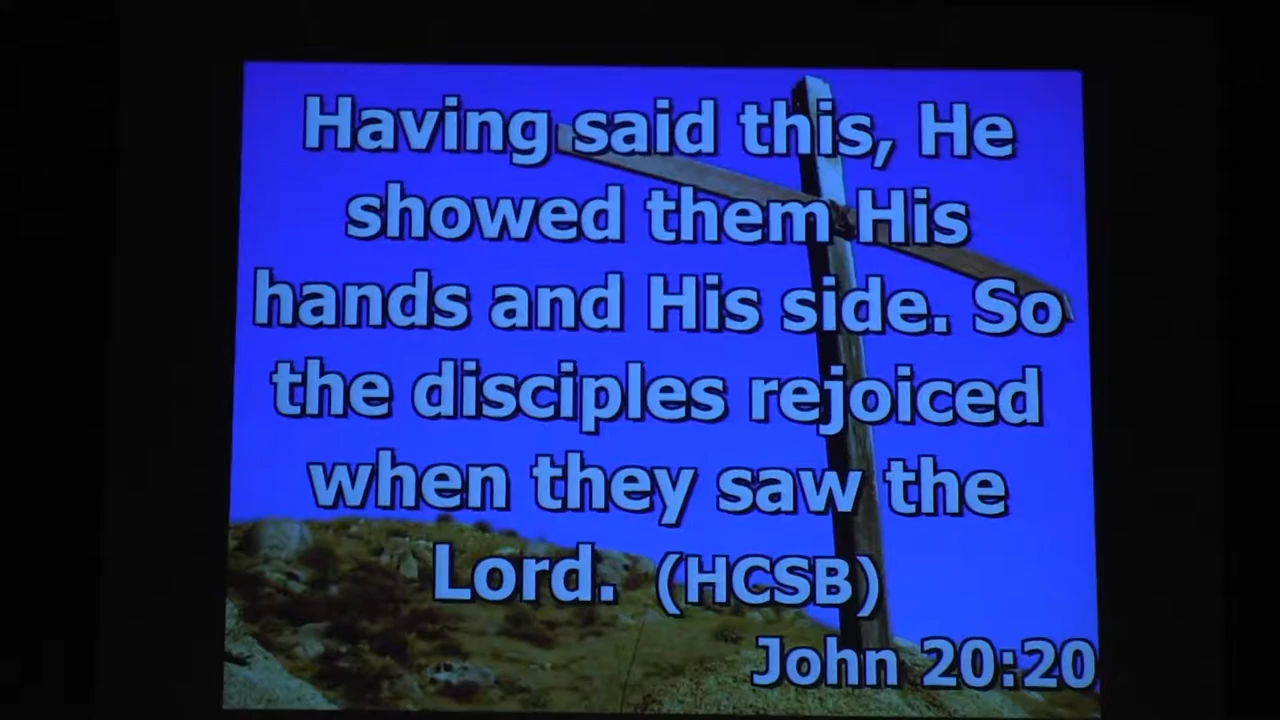 Having said this, He
showed them His
hands and His side. So
the disciples rejoiced
when they saw the
Lord. (HCSB)
John 20:20